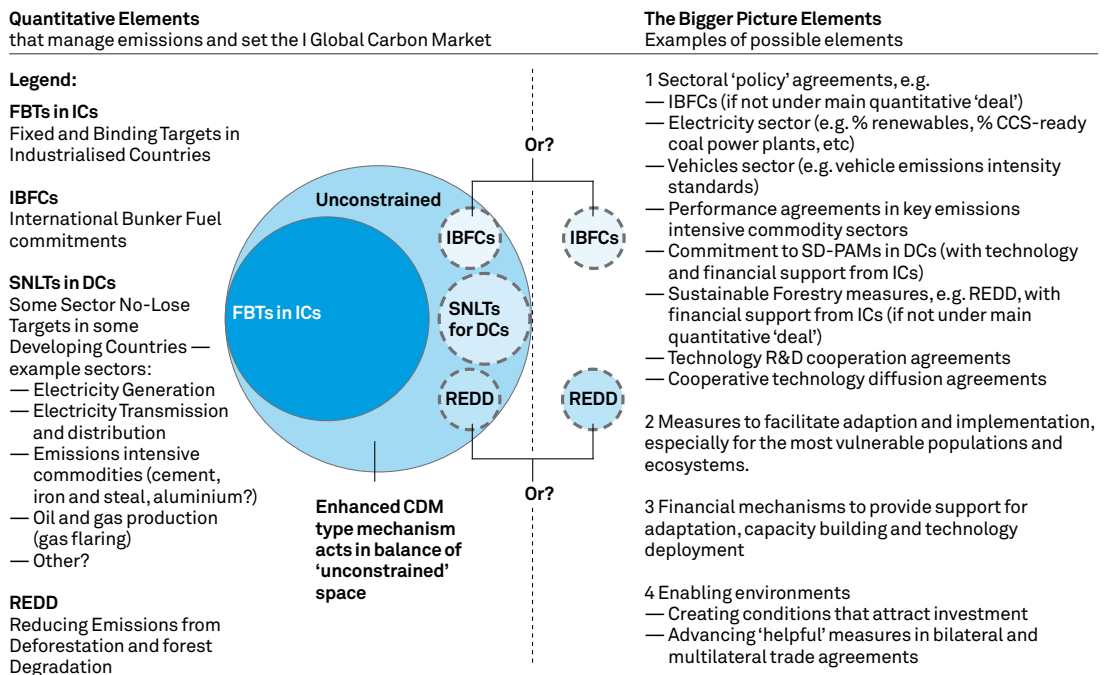 Quantitative Elements
that manage emissions and set the I Global Carbon Market
Legend:
FBTs in ICs
Fixed and Binding Targets in
Industrialised Countries
IBFCs
International Bunker Fuel
commitments
SNLTs in DCs
Some Sector No-Lose
Targets in some
Developing Countries —
example sectors:
— Electricity Generation
— Electricity Transmission
and distribution
— Emissions intensive
commodities (cement,
iron and steal, aluminium?)
— Oil and gas production
(gas flaring)
— Other?
REDD
Reducing Emissions from
Deforestation and forest
Degradation
Or?
Unconstrained
IBFCs
IBFCs
FBTs in ICs
SNLTs
for DCs
REDD
REDD
Or?
Enhanced CDM
type mechanism
acts in balance of
‘unconstrained’
space
The Bigger Picture Elements
Examples of possible elements
1 Sectoral ‘policy’ agreements, e.g.
— IBFCs (if not under main quantitative ‘deal’)
— Electricity sector (e.g. % renewables, % CCS-ready
coal power plants, etc)
— Vehicles sector (e.g. vehicle emissions intensity
standards)
— Performance agreements in key emissions
intensive commodity sectors
— Commitment to SD-PAMs in DCs (with technology
and financial support from ICs)
— Sustainable Forestry measures, e.g. REDD, with
financial support from ICs (if not under main
quantitative ‘deal’)
— Technology R&D cooperation agreements
— Cooperative technology diffusion agreements
2 Measures to facilitate adaption and implementation,
especially for the most vulnerable populations and
ecosystems.
3 Financial mechanisms to provide support for
adaptation, capacity building and technology
deployment
4 Enabling environments
— Creating conditions that attract investment
— Advancing ‘helpful’ measures in bilateral and
multilateral trade agreements